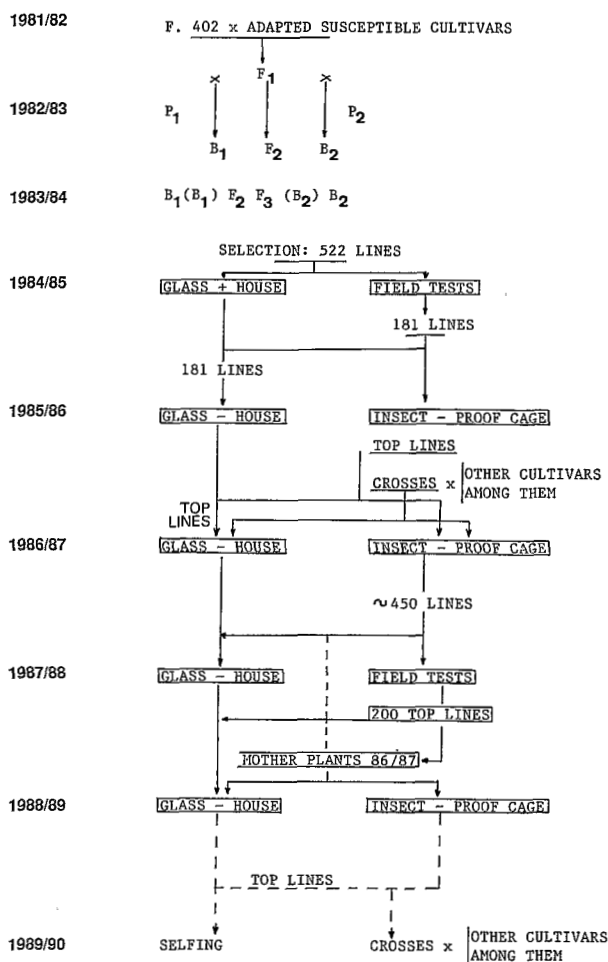 1981/82
F. 402 x ADAPTED SUSCEPTIBLE CULTIVARS
F1
x x
1982/83
P1 P2
B1 F2 B2
1983/84
B1(B1) F2 F3 (B2) B2
SELECTION: 522 LINES
1984/85
GLASS + HOUSE FIELD TESTS
181 LINES
181 LINES
1985/86
GLASS - HOUSE INSECT - PROOF CAGE
TOP LINES
CROSSES x OTHER CULTIVARS
AMONG THEM
TOP
LINES
1986/87
GLASS - HOUSE INSECT - PROOF CAGE
~450 LINES
1987/88
GLASS - HOUSE FIELD TESTS
200 TOP LINES
MOTHER PLANTS 86/87
1988/89
GLASS - HOUSE INSECT - PROOF CAGE
TOP LINES
1989/90
SELFING CROSSES x OTHER CULTIVARS
AMONG THEM